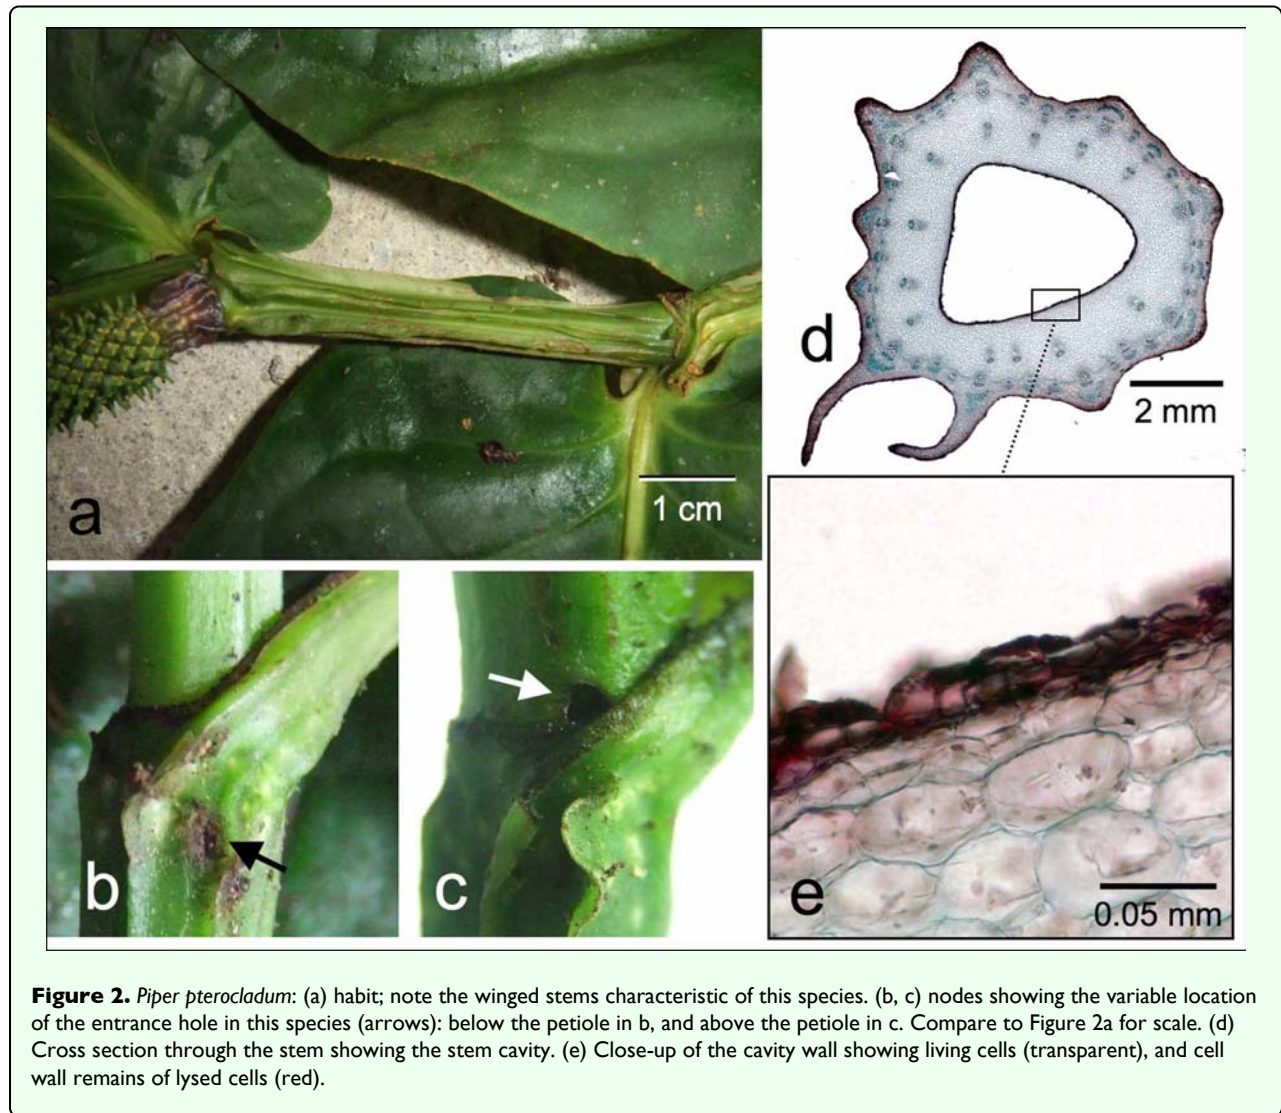 a
1 cm
d
2 mm
b
c
e
0.05 mm
Figure 2. Piper pterocladum: (a) habit; note the winged stems characteristic of this species. (b, c) nodes showing the variable location
of the entrance hole in this species (arrows): below the petiole in b, and above the petiole in c. Compare to Figure 2a for scale. (d)
Cross section through the stem showing the stem cavity. (e) Close-up of the cavity wall showing living cells (transparent), and cell
wall remains of lysed cells (red).